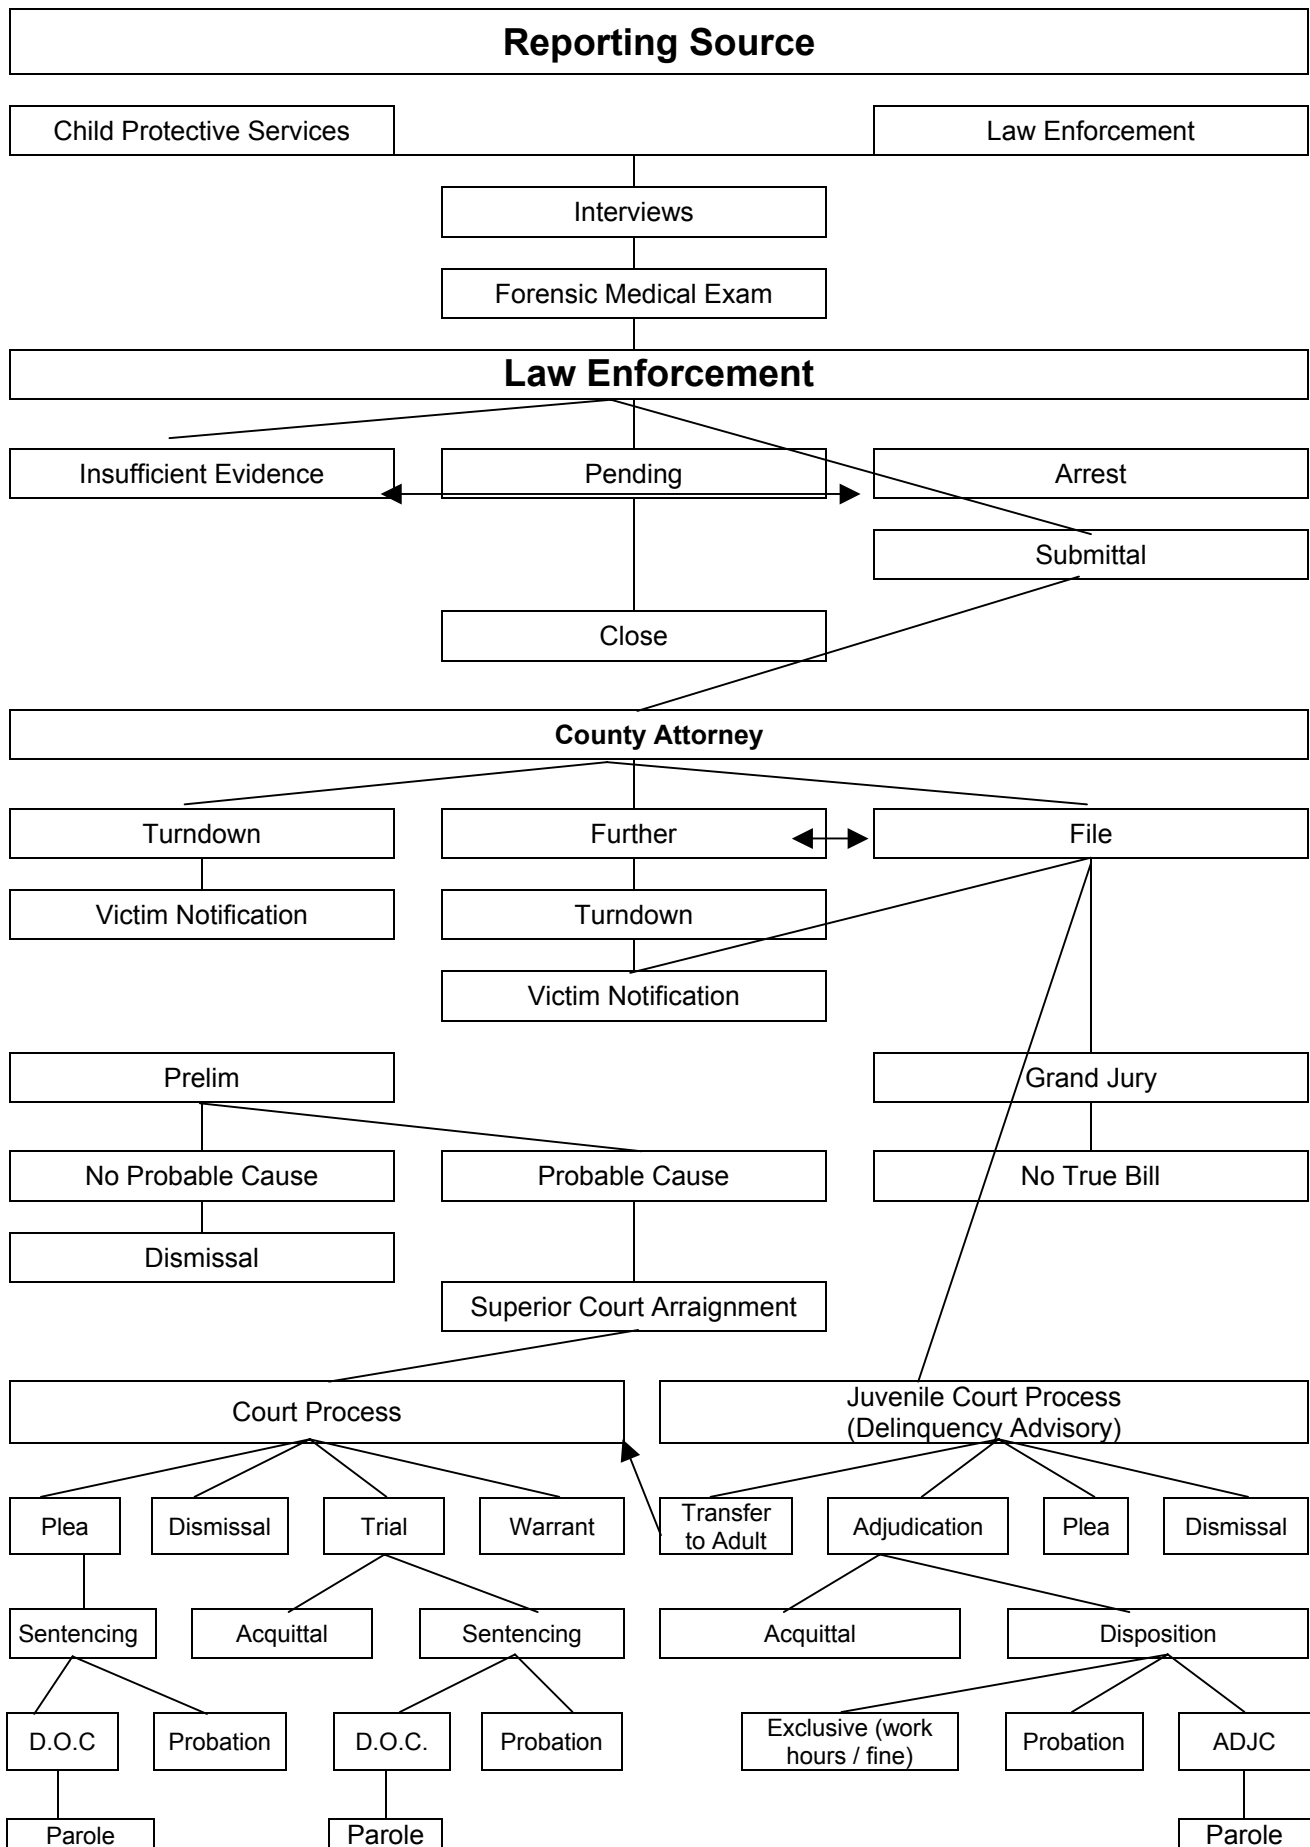 Reporting Source
Child Protective Services
Law Enforcement
Interviews
Forensic Medical Exam
Law Enforcement
Insufficient Evidence
Pending
Arrest
Submittal
Close
County Attorney
Turndown
Further
File
Victim Notification
Turndown
Victim Notification
Prelim
Grand Jury
No Probable Cause
Probable Cause
No True Bill
Dismissal
Superior Court Arraignment
Court Process
Juvenile Court Process
(Delinquency Advisory)
Plea
Dismissal
Trial
Warrant
Transfer
to Adult
Adjudication
Plea
Dismissal
Sentencing
Acquittal
Sentencing
Acquittal
Disposition
D.O.C
Probation
D.O.C.
Probation
Exclusive (work
hours / fine)
Probation
ADJC
Parole
Parole
Parole